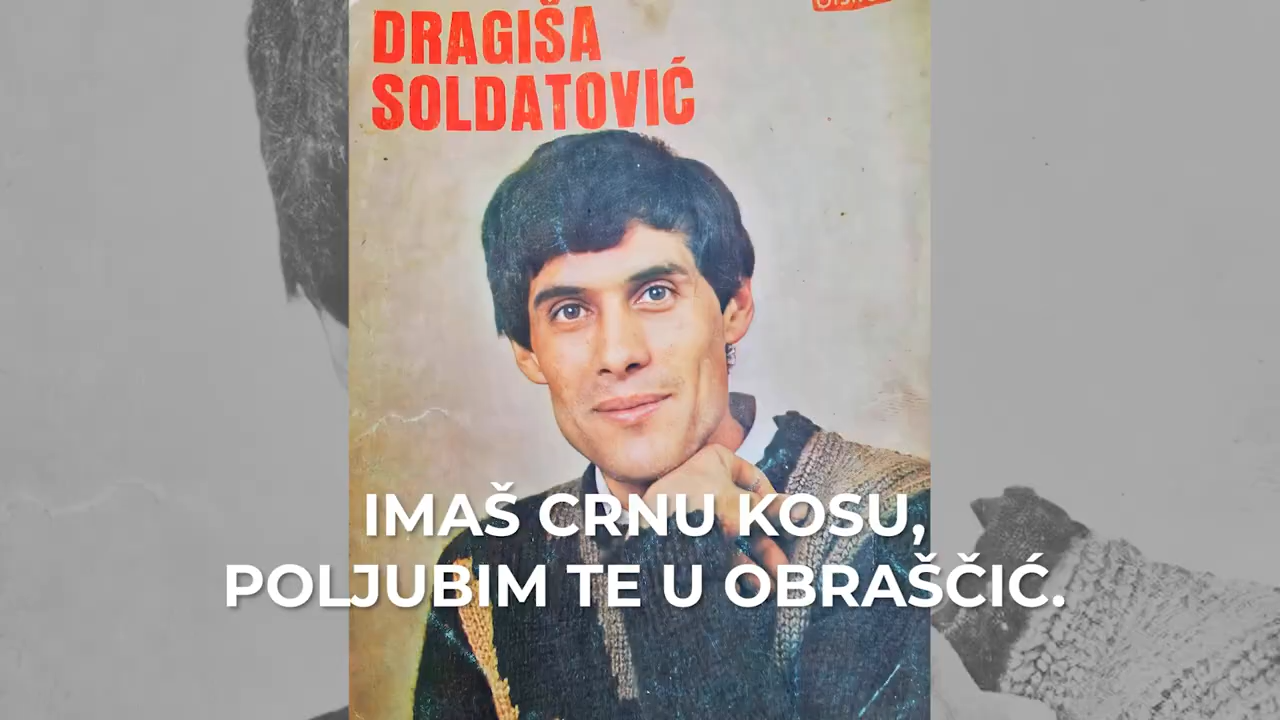 DRAGIŠA
SOLDATOVIĆ
IMAŠ CRNU KOSU,
POLJUBIM TE U OBRAŠČIĆ.